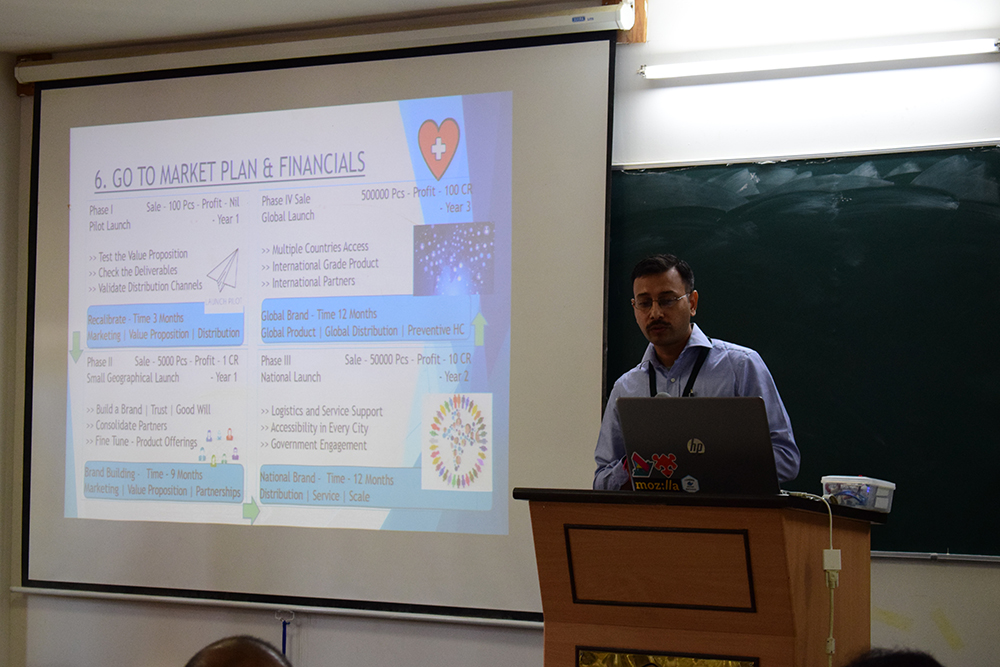 6. GO TO MARKET PLAN & FINANCIALS
Phase I Sale - 100 Pcs - Profit - Nil
Pilot Launch - Year 1
>> Test the Value Proposition
>> Check the Deliverables
>> Validate Distribution Channels
Recalibrate - Time 3 Months
Marketing | Value Proposition | Distribution
Phase IV Sale 500000 Pcs - Profit - 100 CR
Global Launch - Year 3
>> Multiple Countries Access
>> International Grade Product
>> International Partners
Global Brand - Time 12 Months
Global Product | Global Distribution | Preventive HC
Phase II Sale - 5000 Pcs - Profit - 1 CR
Small Geographical Launch - Year 1
>> Build a Brand | Trust | Good Will
>> Consolidate Partners
>> Fine Tune - Product Offerings
Brand Building - Time - 9 Months
Marketing | Value Proposition | Partnerships
Phase III Sale - 50000 Pcs - Profit - 10 CR
National Launch - Year 2
>> Logistics and Service Support
>> Accessibility in Every City
>> Government Engagement
National Brand - Time - 12 Months
Distribution | Service | Scale
hp
moz://a